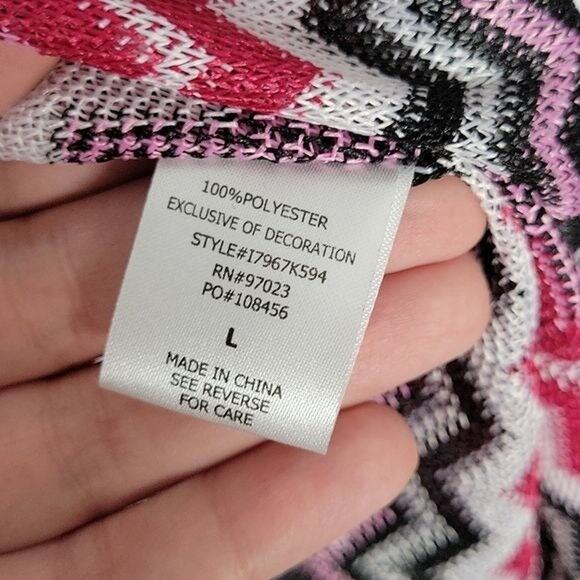 100%POLYESTER
EXCLUSIVE OF DECORATION
STYLE#I7967K594
RN#97023
PO#108456
L
MADE IN CHINA
SEE REVERSE
FOR CARE